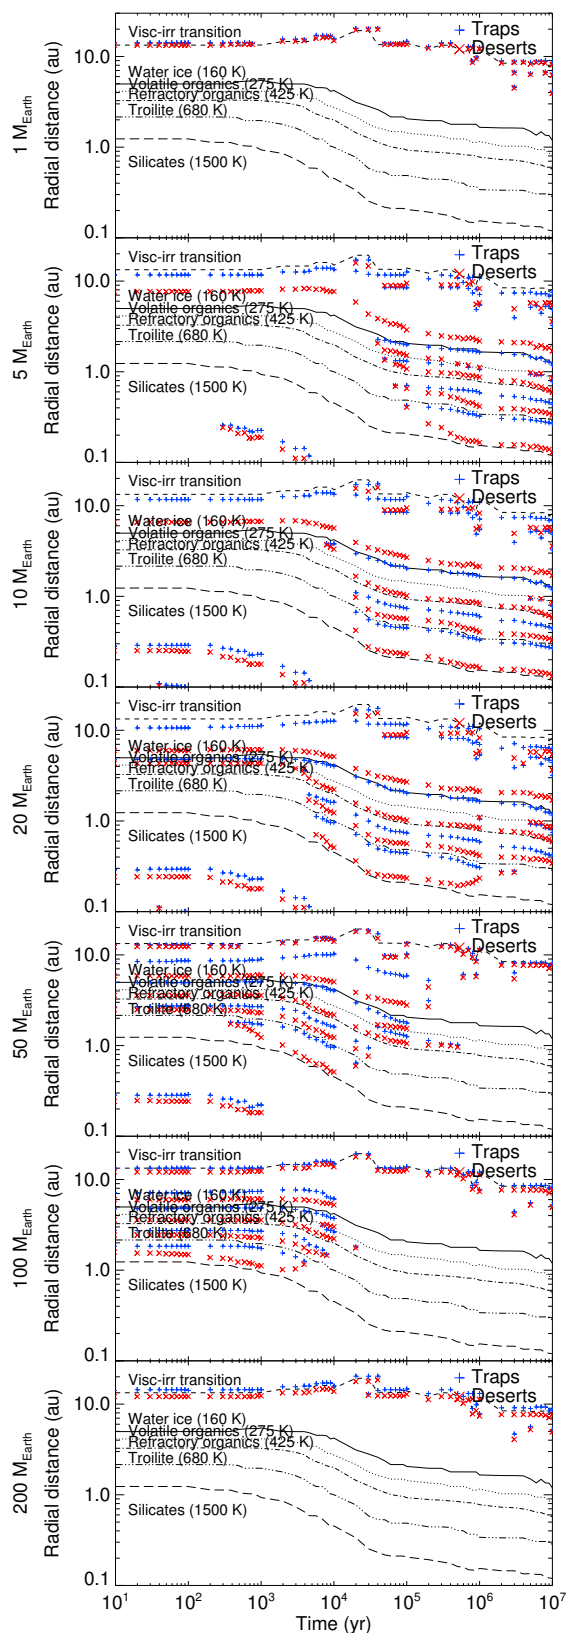 Visc-irr transition
Traps
Deserts
10.0
Water ice (160 K)
Volatile organics (275 K)
Refractory organics (425 K)
Troilite (680 K)
1.0
Silicates (1500 K)
0.1
1 M_Earth
Radial distance (au)
Visc-irr transition
Traps
Deserts
10.0
Water ice (160 K)
Volatile organics (275 K)
Refractory organics (425 K)
Troilite (680 K)
1.0
Silicates (1500 K)
0.1
5 M_Earth
Radial distance (au)
Visc-irr transition
Traps
Deserts
10.0
Water ice (160 K)
Volatile organics (275 K)
Refractory organics (425 K)
Troilite (680 K)
1.0
Silicates (1500 K)
0.1
10 M_Earth
Radial distance (au)
Visc-irr transition
Traps
Deserts
10.0
Water ice (160 K)
Volatile organics (275 K)
Refractory organics (425 K)
Troilite (680 K)
1.0
Silicates (1500 K)
0.1
20 M_Earth
Radial distance (au)
Visc-irr transition
Traps
Deserts
10.0
Water ice (160 K)
Volatile organics (275 K)
Refractory organics (425 K)
Troilite (680 K)
1.0
Silicates (1500 K)
0.1
50 M_Earth
Radial distance (au)
Visc-irr transition
Traps
Deserts
10.0
Water ice (160 K)
Volatile organics (275 K)
Refractory organics (425 K)
Troilite (680 K)
1.0
Silicates (1500 K)
0.1
100 M_Earth
Radial distance (au)
Visc-irr transition
Traps
Deserts
10.0
Water ice (160 K)
Volatile organics (275 K)
Refractory organics (425 K)
Troilite (680 K)
1.0
Silicates (1500 K)
0.1
200 M_Earth
Radial distance (au)
10^1 10^2 10^3 10^4 10^5 10^6 10^7
Time (yr)